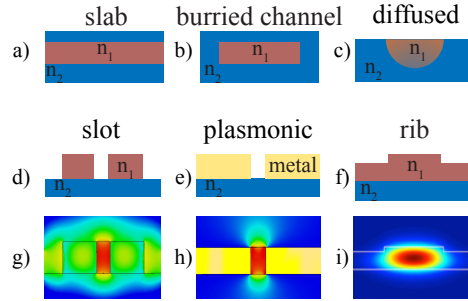 slab
burried channel
diffused
a)
n1
n2
b)
n1
n2
c)
n1
n2
slot
plasmonic
rib
d)
n1
n2
e)
metal
n2
f)
n1
n2
g)
h)
i)